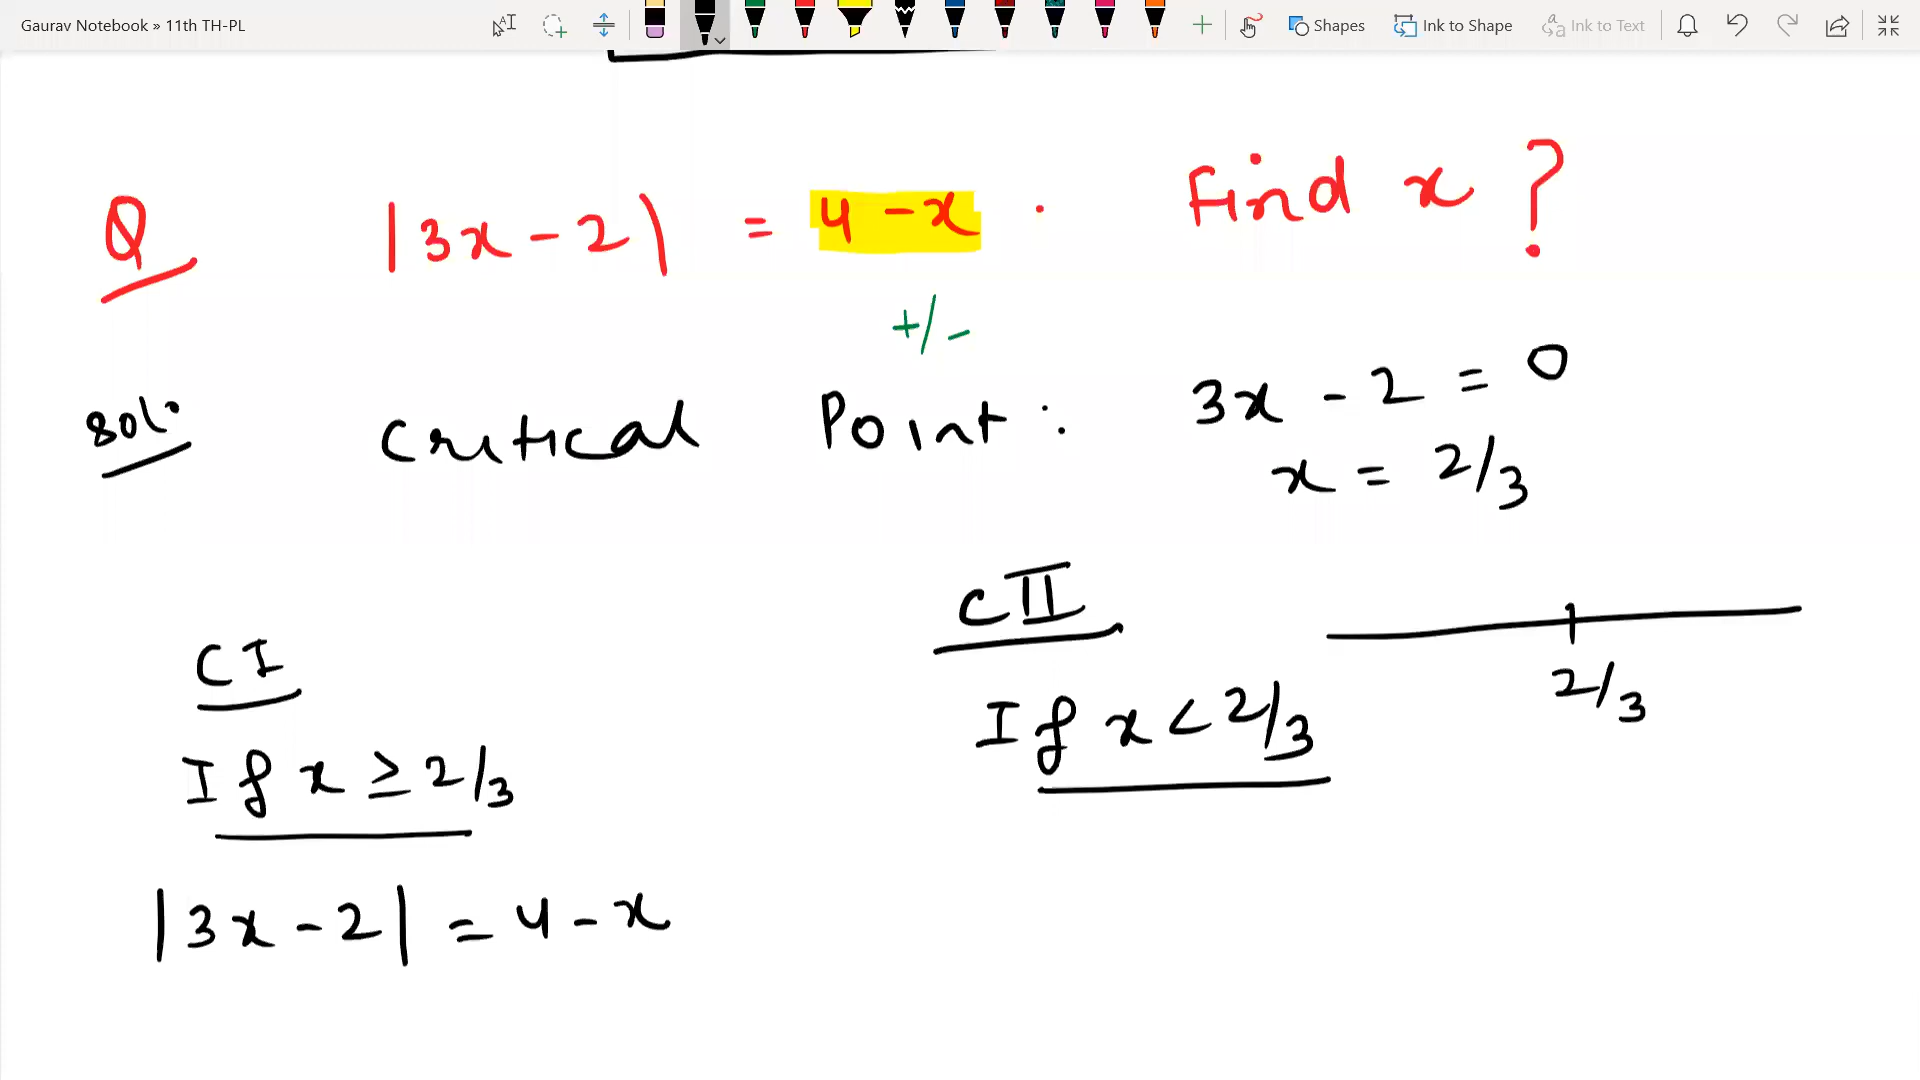 Gaurav Notebook » 11th TH-PL
Shapes
Ink to Shape
Ink to Text
Q |3x - 2| = 4 - x . Find x ?
+/-
Sol. Critical Point : 3x - 2 = 0
x = 2/3
CI
If x ≥ 2/3
|3x - 2| = 4 - x
CII
If x < 2/3
2/3